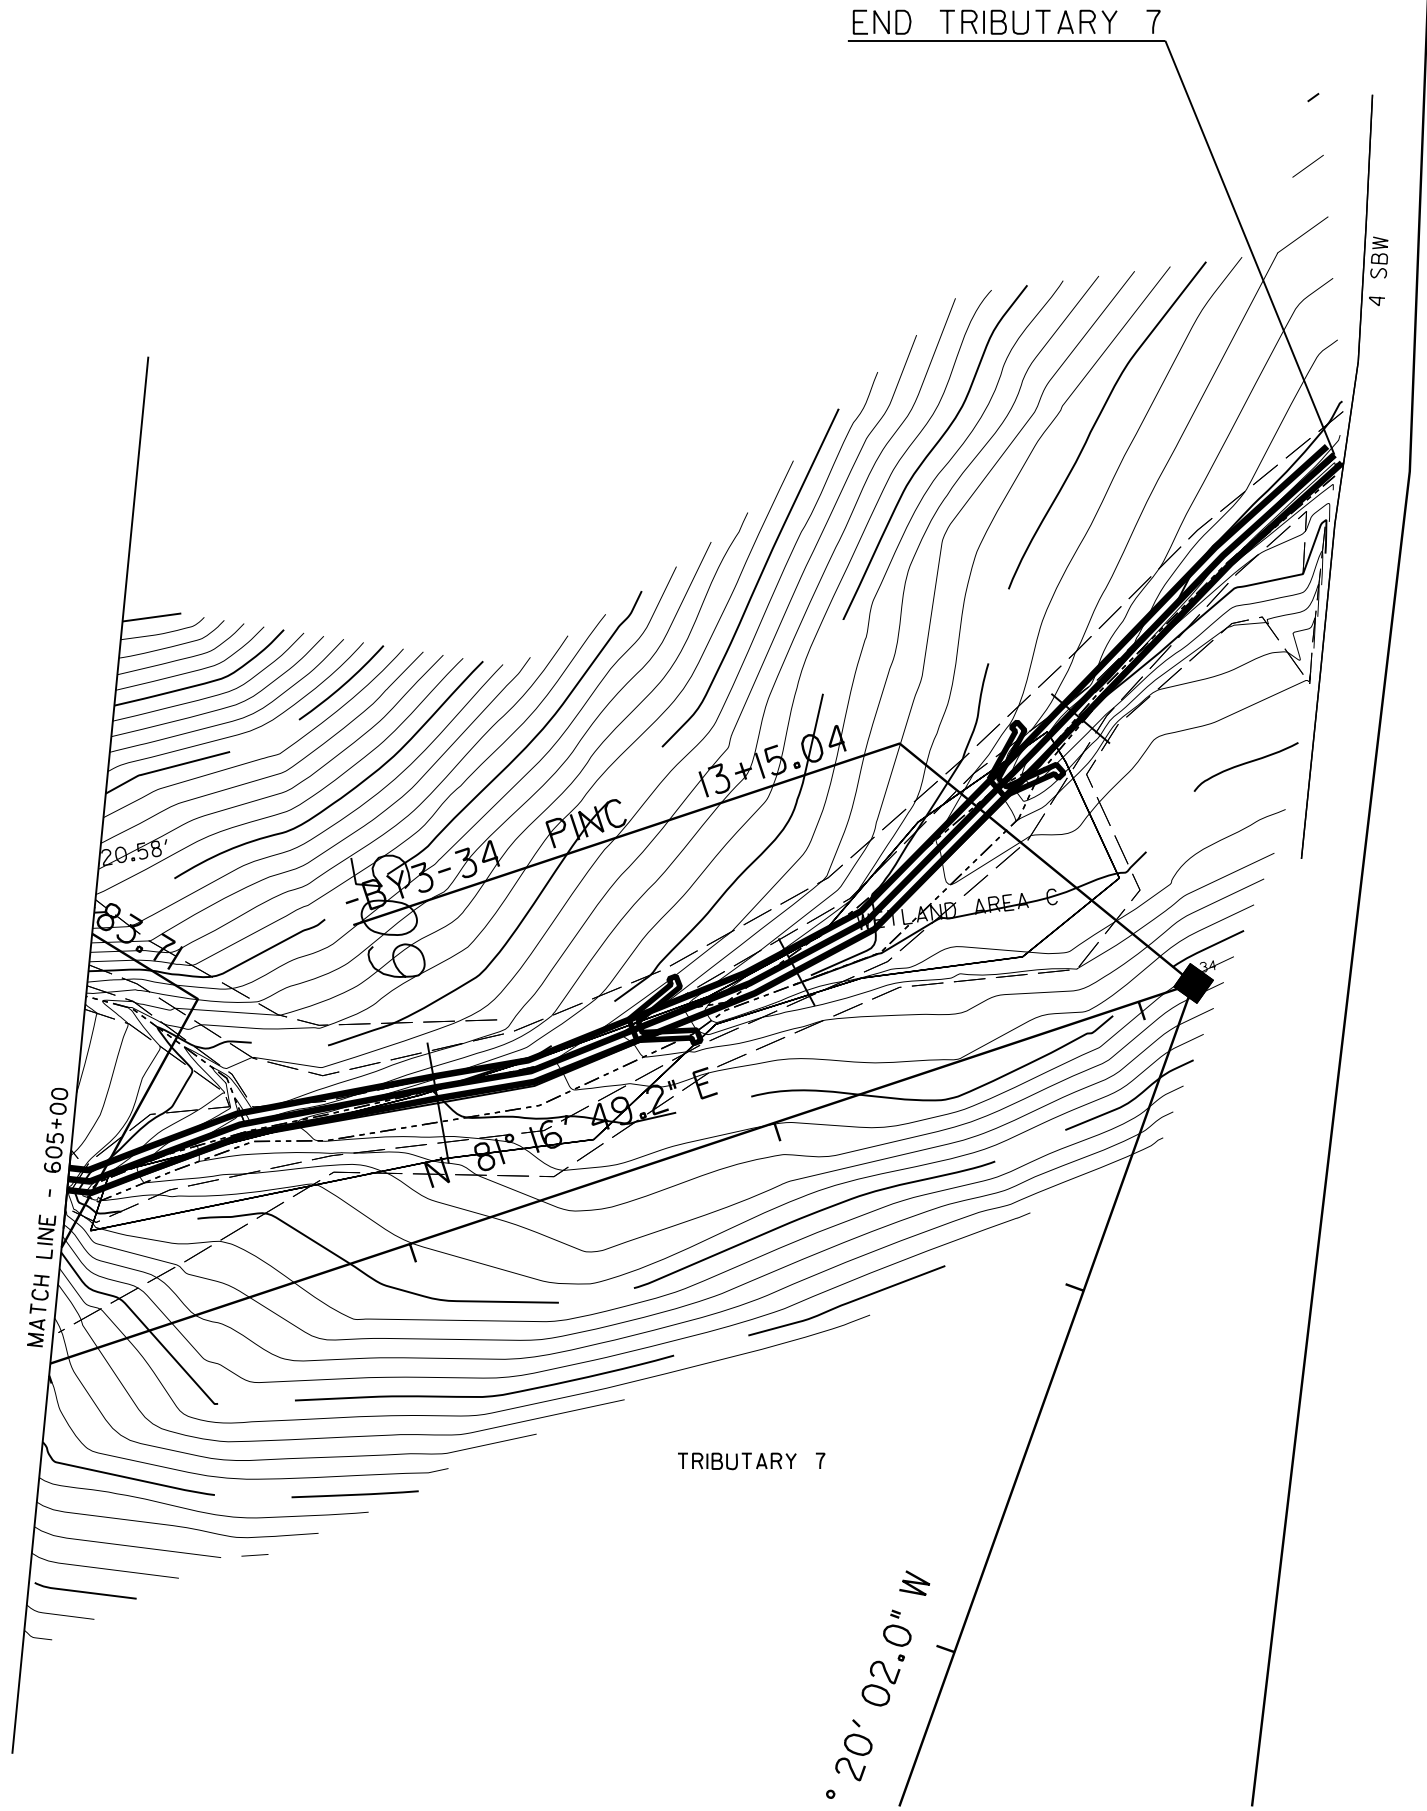 END TRIBUTARY 7
4 SBW
-BY3-34 PINC 13+15.04
20.58'
83.71
WETLAND AREA C
34
N 81° 16' 49.2" E
MATCH LINE - 605+00
TRIBUTARY 7
° 20' 02.0" W